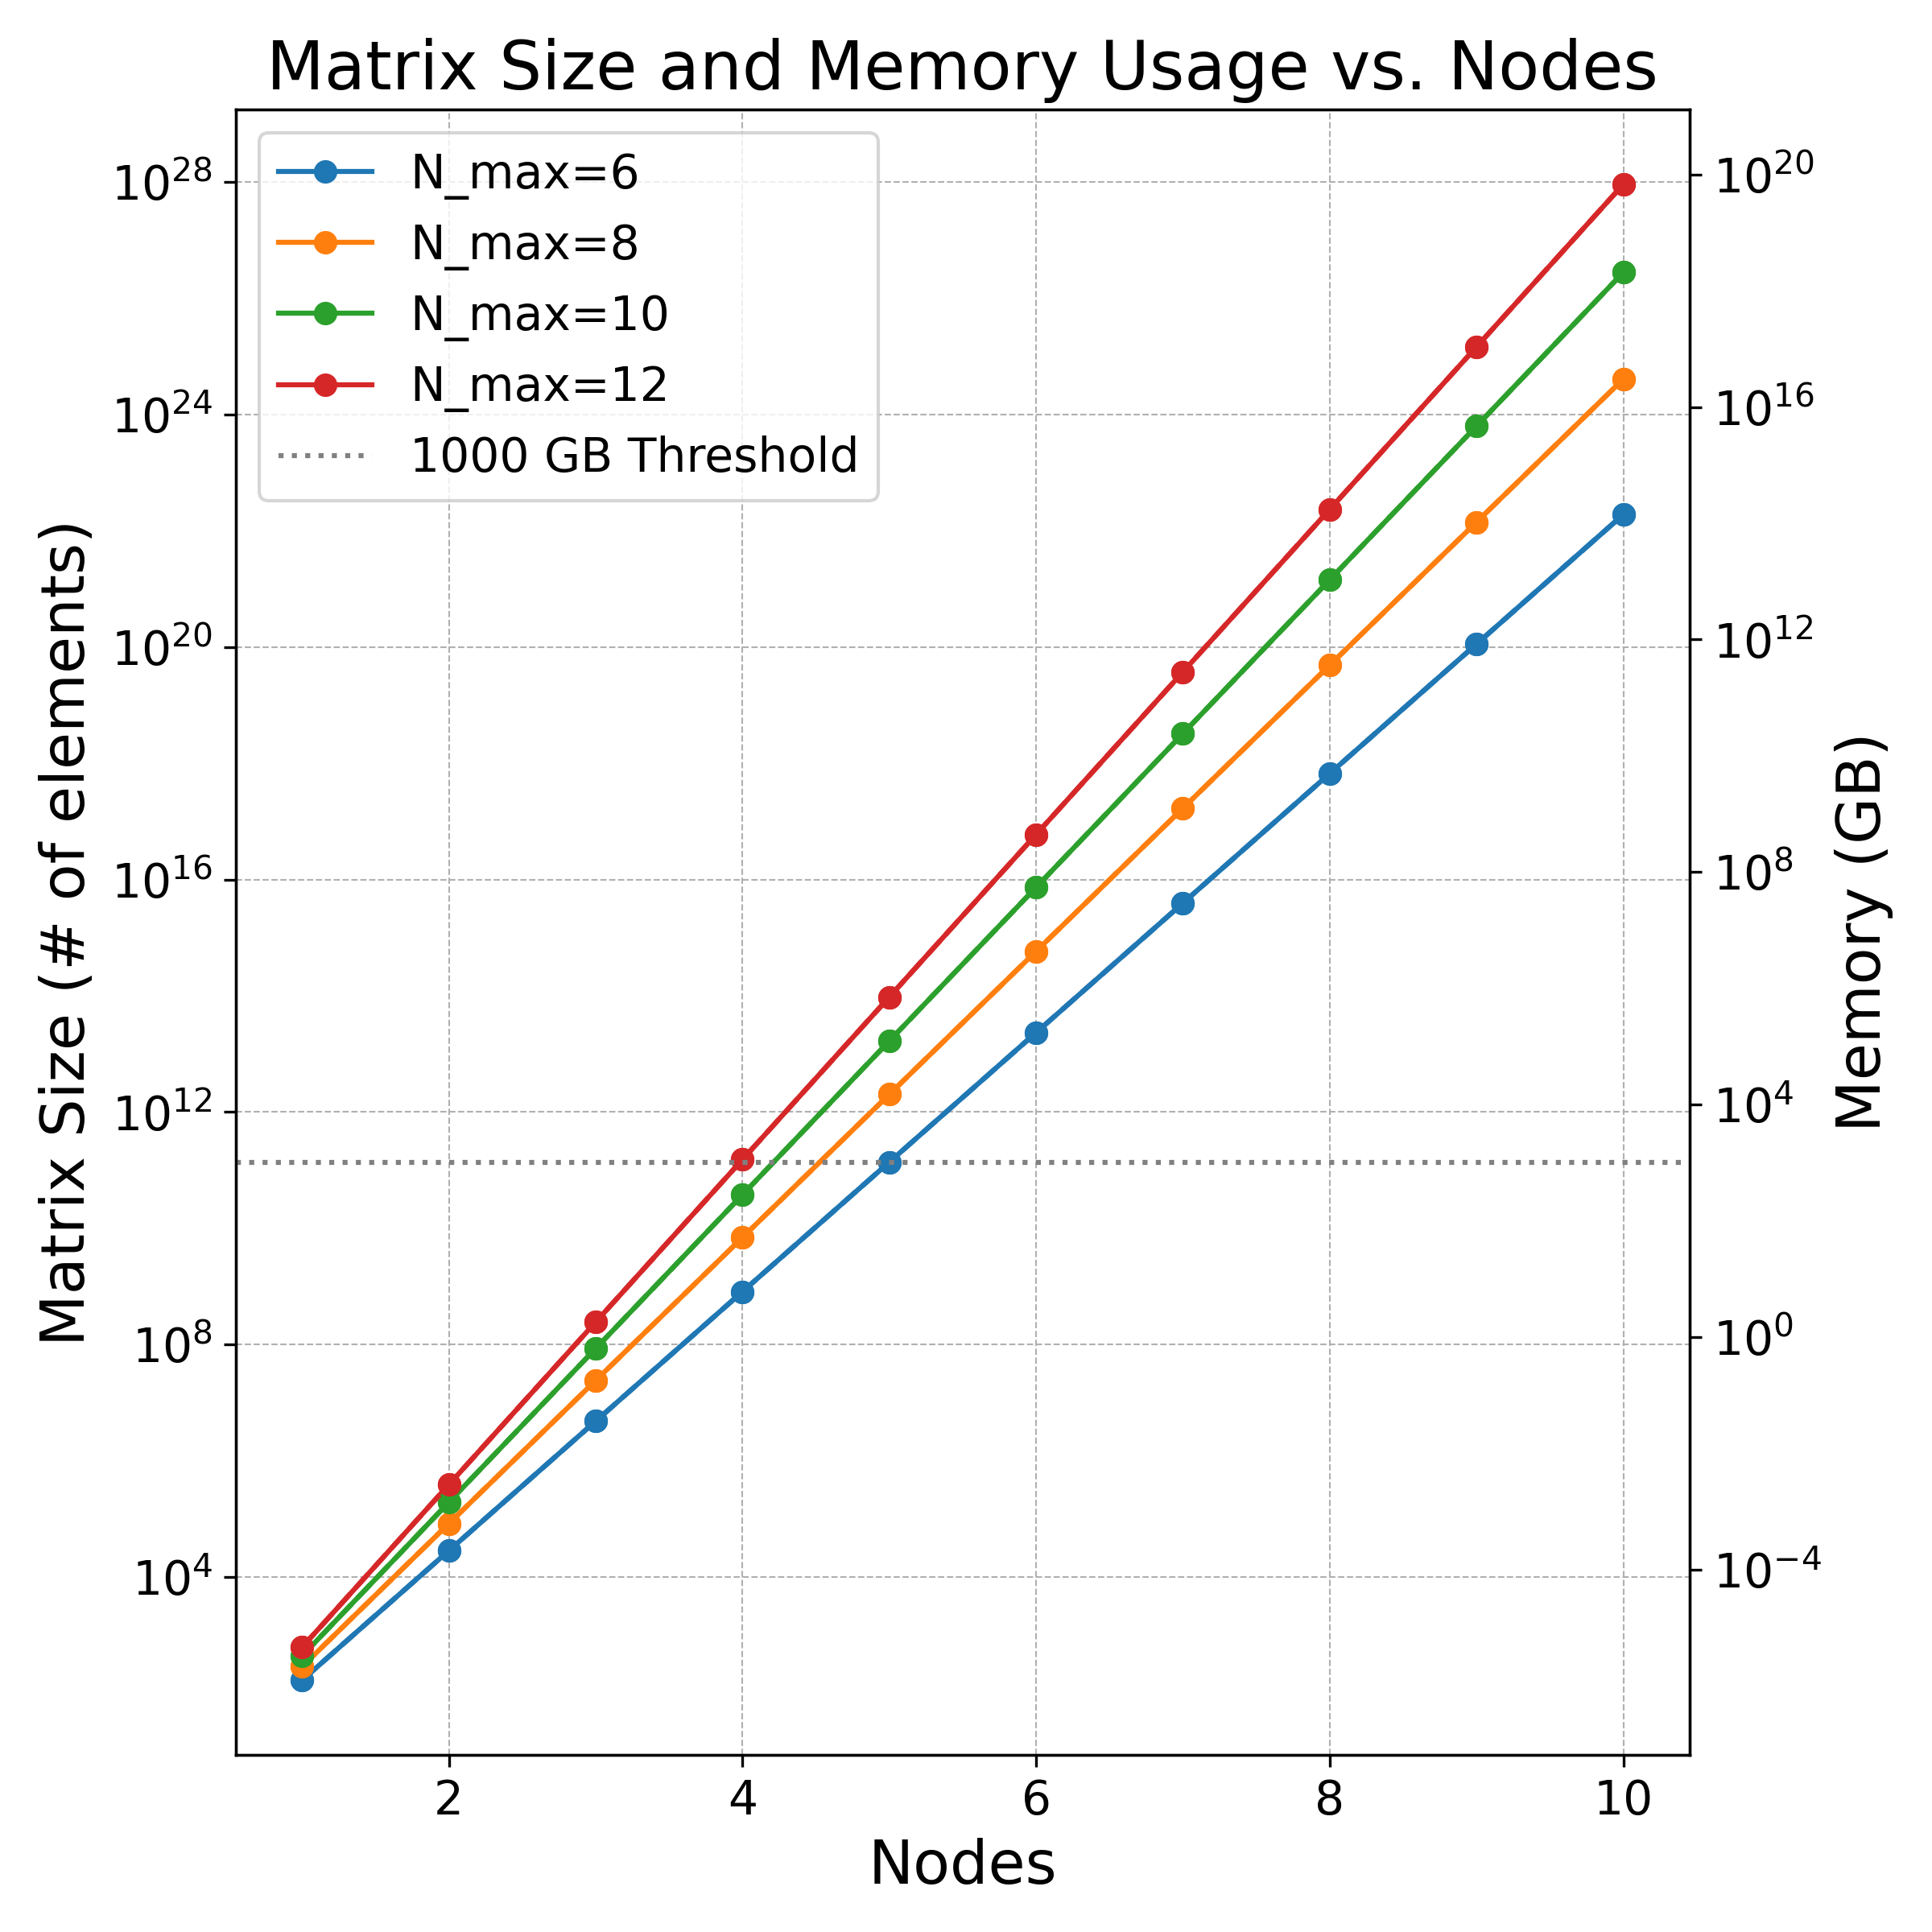 Matrix Size and Memory Usage vs. Nodes
N_max=6
N_max=8
N_max=10
N_max=12
1000 GB Threshold
Matrix Size (# of elements)
10^28
10^24
10^20
10^16
10^12
10^8
10^4
10^20
10^16
10^12
10^8
10^4
10^0
10^−4
Memory (GB)
2 4 6 8 10
Nodes